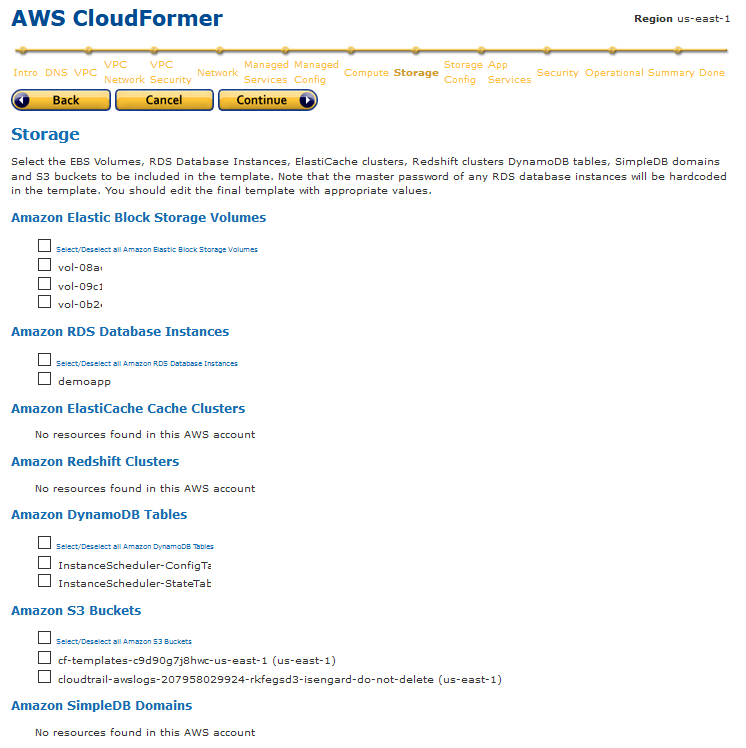 AWS CloudFormer
Region us-east-1
Intro DNS VPC VPC Network VPC Security Network Managed Services Managed Config Compute Storage Storage Config App Services Security Operational Summary Done
Back Cancel Continue
Storage
Select the EBS Volumes, RDS Database Instances, ElastiCache clusters, Redshift clusters DynamoDB tables, SimpleDB domains
and S3 buckets to be included in the template. Note that the master password of any RDS database instances will be hardcoded
in the template. You should edit the final template with appropriate values.
Amazon Elastic Block Storage Volumes
Select/Deselect all Amazon Elastic Block Storage Volumes
vol-08a
vol-09c1
vol-0b2
Amazon RDS Database Instances
Select/Deselect all Amazon RDS Database Instances
demoapp
Amazon ElastiCache Cache Clusters
No resources found in this AWS account
Amazon Redshift Clusters
No resources found in this AWS account
Amazon DynamoDB Tables
Select/Deselect all Amazon DynamoDB Tables
InstanceScheduler-ConfigTa
InstanceScheduler-StateTab
Amazon S3 Buckets
Select/Deselect all Amazon S3 Buckets
cf-templates-c9d90g7j8hwc-us-east-1 (us-east-1)
cloudtrail-awslogs-207958029924-rkfegsd3-isengard-do-not-delete (us-east-1)
Amazon SimpleDB Domains
No resources found in this AWS account